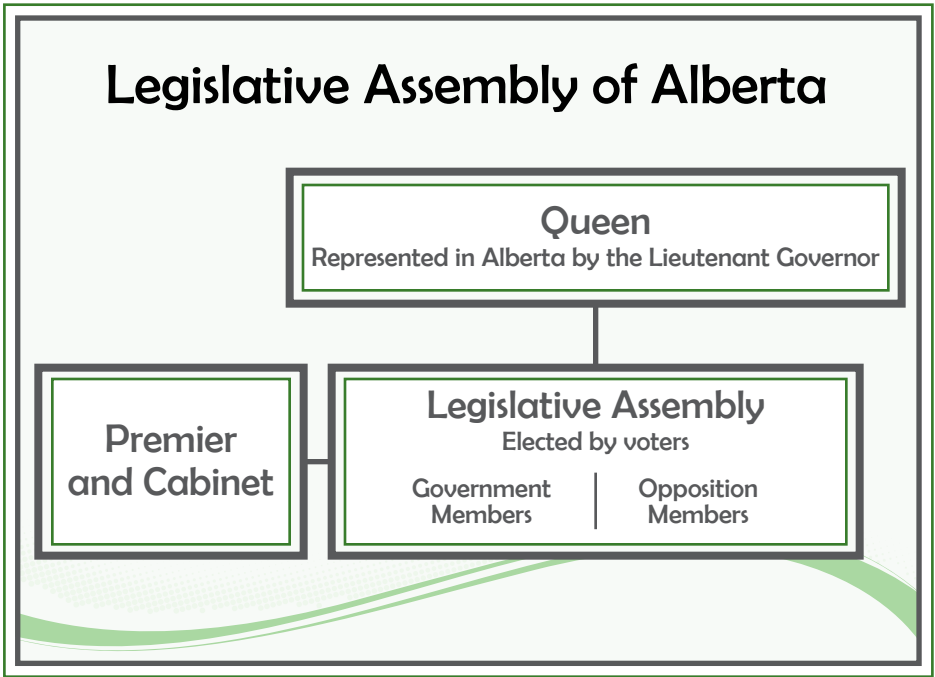 Legislative Assembly of Alberta
Queen
Represented in Alberta by the Lieutenant Governor
Premier
and Cabinet
Legislative Assembly
Elected by voters
Government
Members
Opposition
Members